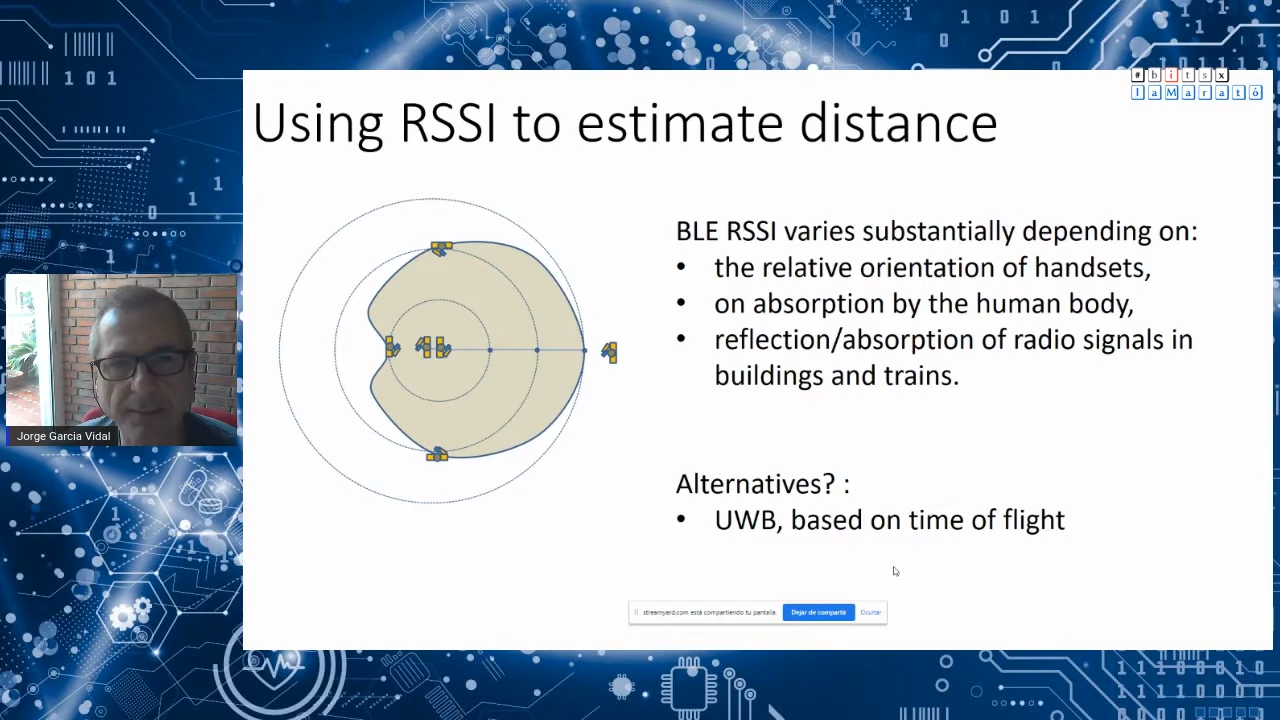 #bitsx
laMarató
Using RSSI to estimate distance
BLE RSSI varies substantially depending on:
• the relative orientation of handsets,
• on absorption by the human body,
• reflection/absorption of radio signals in
buildings and trains.
Jorge Garcia Vidal
Alternatives? :
• UWB, based on time of flight
streamyard.com está compartiendo tu pantalla.
Dejar de compartir
Ocultar